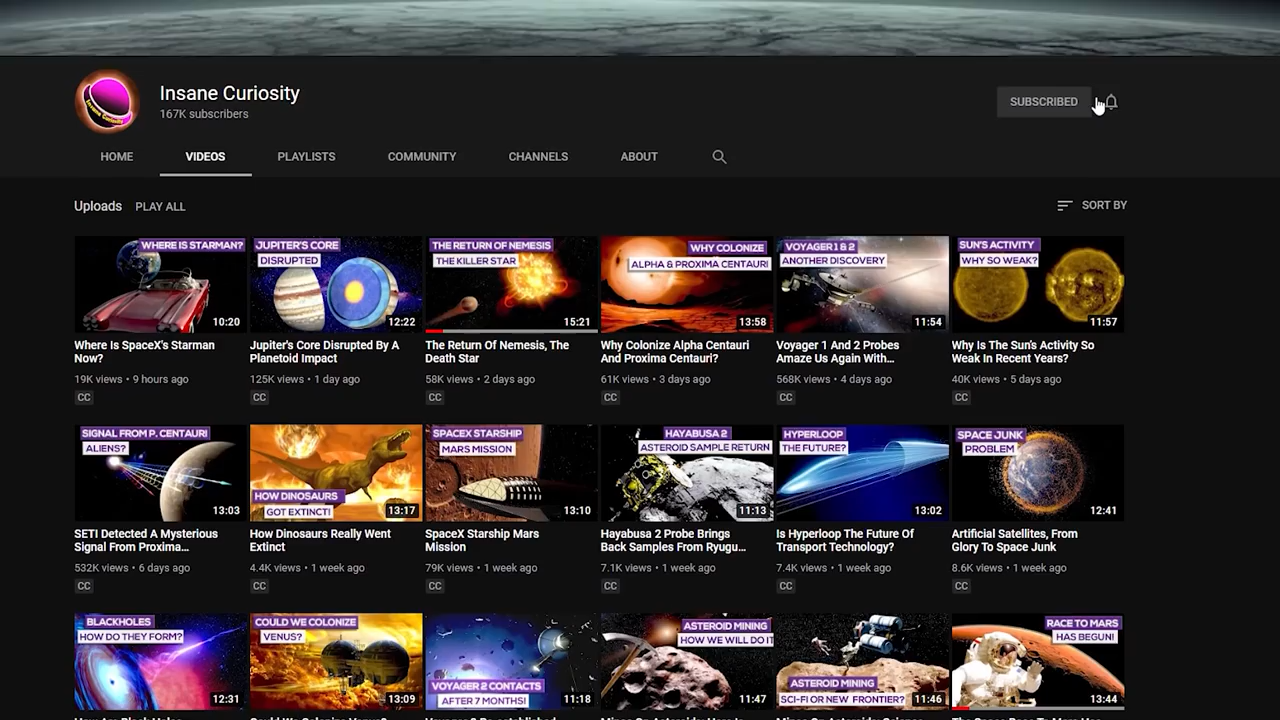 Insane Curiosity
167K subscribers
SUBSCRIBED
HOME
VIDEOS
PLAYLISTS
COMMUNITY
CHANNELS
ABOUT
Uploads
PLAY ALL
SORT BY
WHERE IS STARMAN?
10:20
JUPITER'S CORE
DISRUPTED
12:22
THE RETURN OF NEMESIS
THE KILLER STAR
15:21
WHY COLONIZE
ALPHA & PROXIMA CENTAURI
13:58
VOYAGER 1 & 2
ANOTHER DISCOVERY
11:54
SUN'S ACTIVITY
WHY SO WEAK?
11:57
Where Is SpaceX's Starman
Now?
19K views • 9 hours ago
CC
Jupiter's Core Disrupted By A
Planetoid Impact
125K views • 1 day ago
CC
The Return Of Nemesis, The
Death Star
58K views • 2 days ago
CC
Why Colonize Alpha Centauri
And Proxima Centauri?
61K views • 3 days ago
CC
Voyager 1 And 2 Probes
Amaze Us Again With...
568K views • 4 days ago
CC
Why Is The Sun's Activity So
Weak In Recent Years?
40K views • 5 days ago
CC
SIGNAL FROM P. CENTAURI
ALIENS?
13:03
HOW DINOSAURS
GOT EXTINCT!
13:17
SPACEX STARSHIP
MARS MISSION
13:10
HAYABUSA 2
ASTEROID SAMPLE RETURN
11:13
HYPERLOOP
THE FUTURE?
13:02
SPACE JUNK
PROBLEM
12:41
SETI Detected A Mysterious
Signal From Proxima...
532K views • 6 days ago
CC
How Dinosaurs Really Went
Extinct
4.4K views • 1 week ago
CC
SpaceX Starship Mars
Mission
79K views • 1 week ago
CC
Hayabusa 2 Probe Brings
Back Samples From Ryugu...
7.1K views • 1 week ago
CC
Is Hyperloop The Future Of
Transport Technology?
7.4K views • 1 week ago
CC
Artificial Satellites, From
Glory To Space Junk
8.6K views • 1 week ago
CC
BLACKHOLES
HOW DO THEY FORM?
12:31
COULD WE COLONIZE
VENUS?
13:09
VOYAGER 2 CONTACTS
AFTER 7 MONTHS!
11:18
ASTEROID MINING
HOW WE WILL DO IT
11:47
ASTEROID MINING
SCI-FI OR NEW FRONTIER?
11:46
RACE TO MARS
HAS BEGUN!
13:44